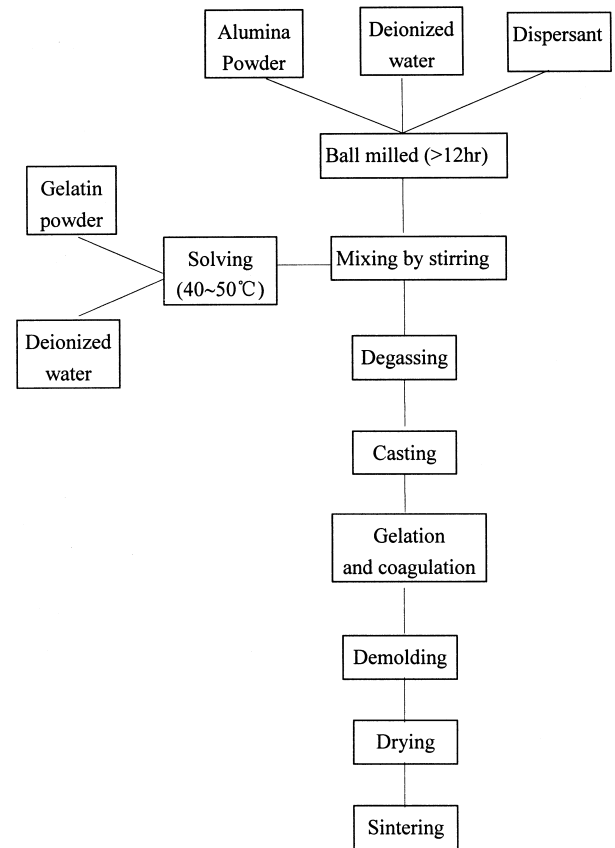 Alumina
Powder
Deionized
water
Dispersant
Ball milled (>12hr)
Gelatin
powder
Solving
(40~50℃)
Mixing by stirring
Deionized
water
Degassing
Casting
Gelation
and coagulation
Demolding
Drying
Sintering